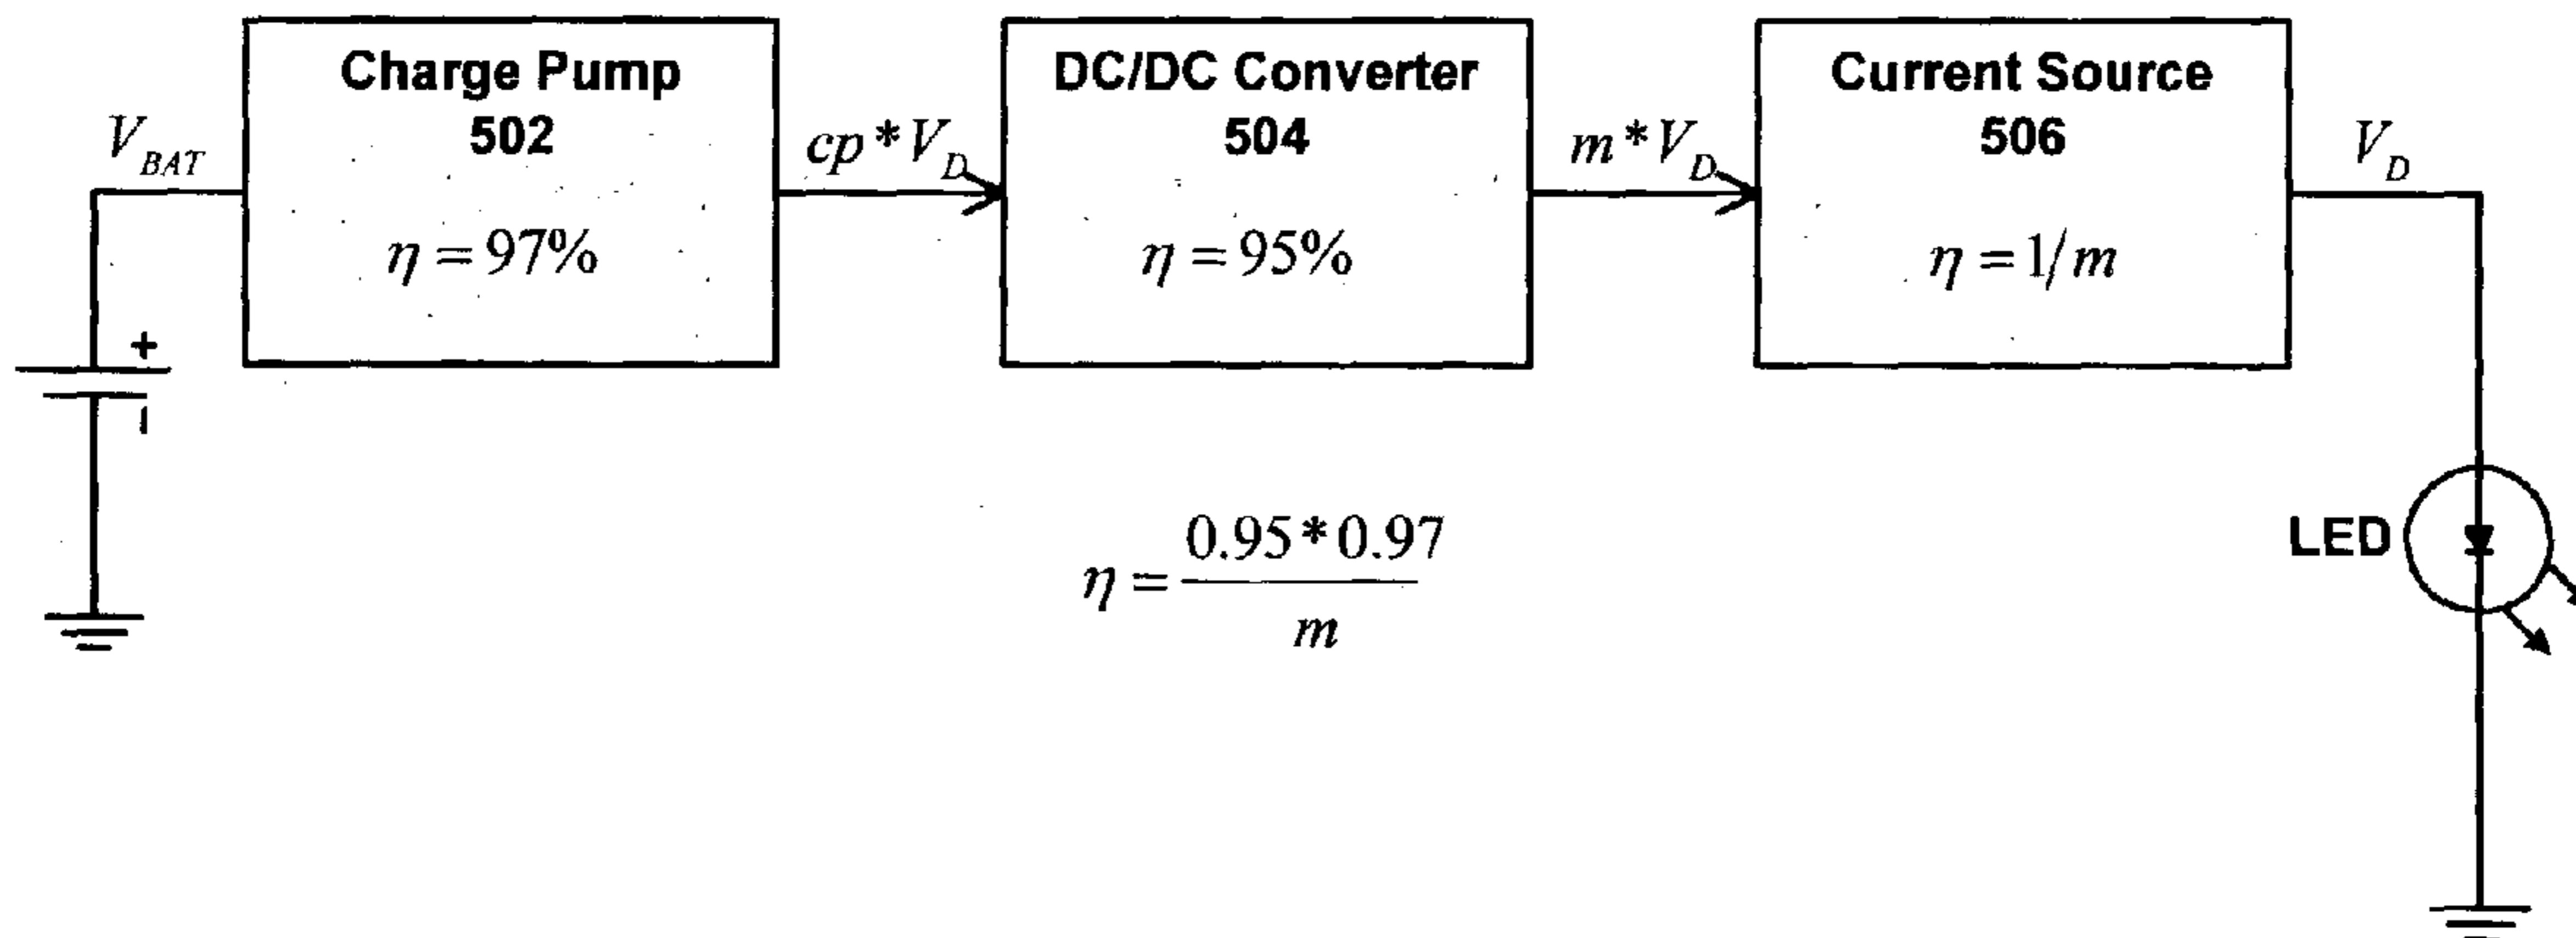 Charge Pump
502
η = 97%
DC/DC Converter
504
η = 95%
Current Source
506
η = 1/m
V_BAT
cp * V_D
m * V_D
V_D
+
−
LED
η = 0.95 * 0.97 / m